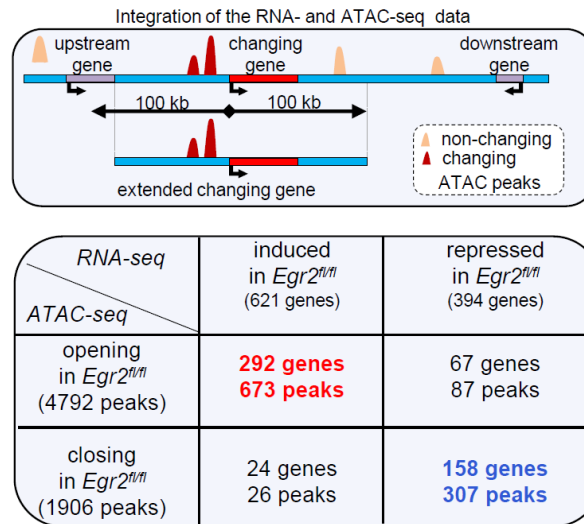 Integration of the RNA- and ATAC-seq data
upstream gene
changing gene
downstream gene
100 kb
100 kb
extended changing gene
non-changing
changing
ATAC peaks
RNA-seq
ATAC-seq
induced
in Egr2fl/fl
(621 genes)
repressed
in Egr2fl/fl
(394 genes)
opening
in Egr2fl/fl
(4792 peaks)
292 genes
673 peaks
67 genes
87 peaks
closing
in Egr2fl/fl
(1906 peaks)
24 genes
26 peaks
158 genes
307 peaks